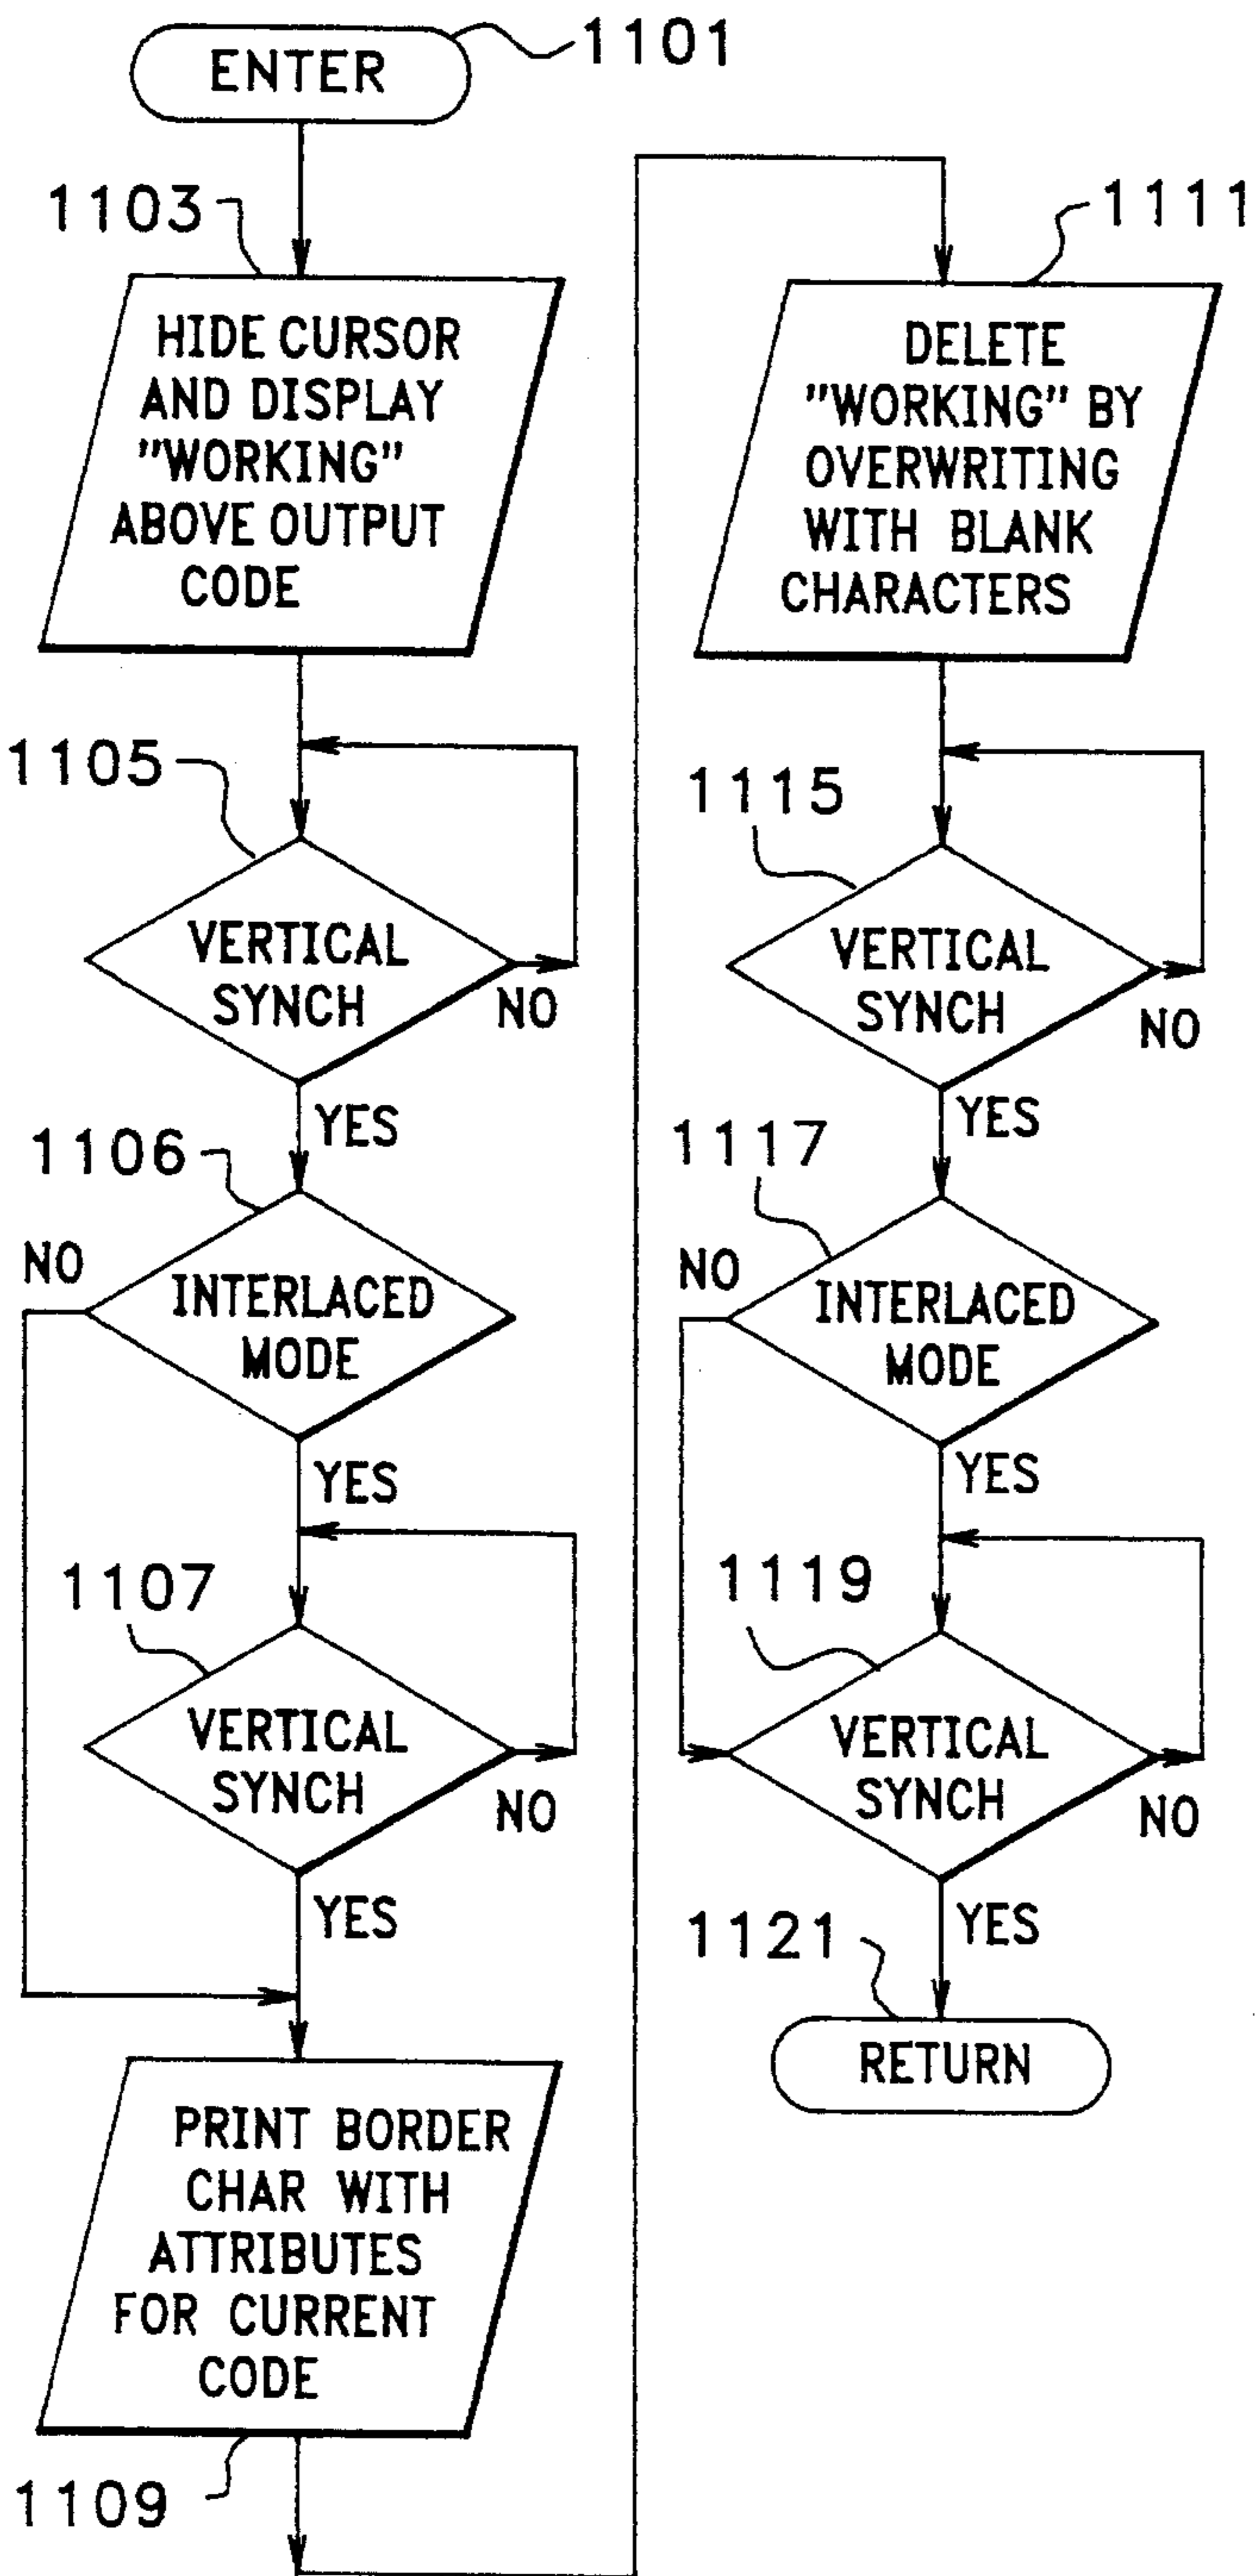 ENTER
1101
1103
HIDE CURSOR
AND DISPLAY
"WORKING"
ABOVE OUTPUT
CODE
1105
VERTICAL
SYNCH
NO
YES
1106
NO
INTERLACED
MODE
YES
1107
VERTICAL
SYNCH
NO
YES
PRINT BORDER
CHAR WITH
ATTRIBUTES
FOR CURRENT
CODE
1109
1111
DELETE
"WORKING" BY
OVERWRITING
WITH BLANK
CHARACTERS
1115
VERTICAL
SYNCH
NO
YES
1117
NO
INTERLACED
MODE
YES
1119
VERTICAL
SYNCH
NO
YES
1121
RETURN